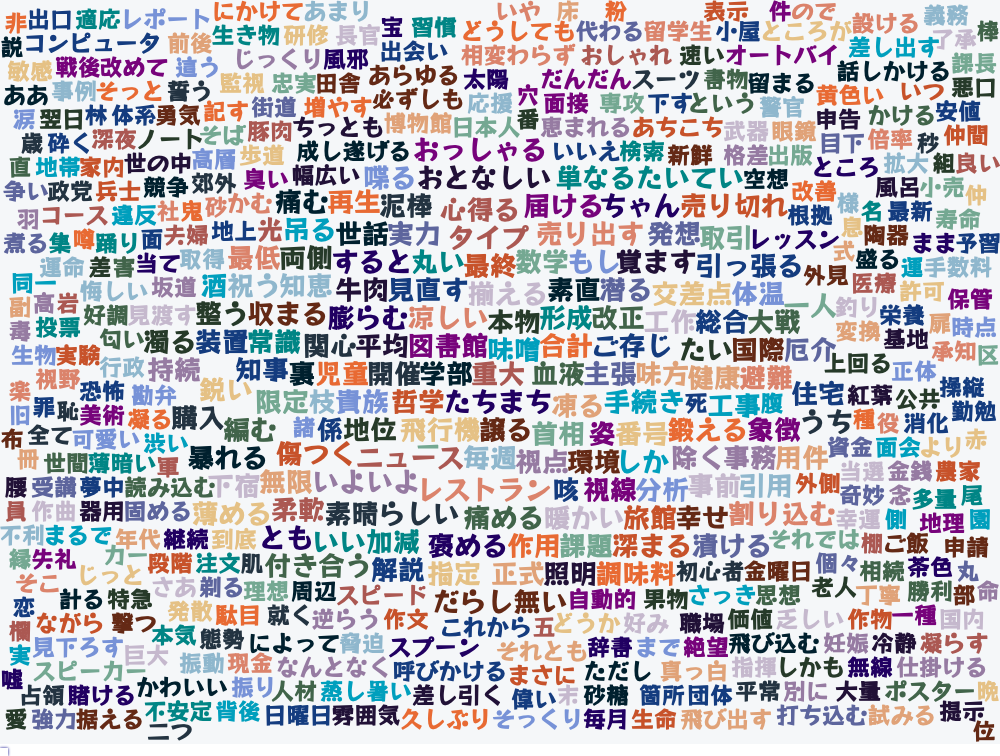 非 出口 適応 レポート にかけて あまり 宝 習慣 いや 床 粉 表示 件 ので 設ける 義務 棒
説 コンピュータ 前後 生き物 研修 長官 出会い どうしても 代わる 留学生 小屋 ところが 差し出す 了承
敏感 戦後 改めて 違う じっくり 風邪 相変わらず おしゃれ 速い オートバイ 話しかける 課長
ああ 事例 そっと 誓う 監視 忠実 田舎 あらゆる 太陽 だんだん スーツ 書物 留まる 黄色い いつ 悪口
涙 翌日 林 体系 勇気 記す 街道 増やす 必ずしも 応援 穴 面接 専攻 下す という 警官 申告 かける 安値
歳 砕く 深夜 ノート そば 豚肉 ちっとも 博物館 日本人 番 恵まれる あちこち 武器 眼鏡 目下 倍率 秒 仲間
直 地帯 家内 世の中 高層 歩道 成し遂げる おっしゃる いいえ 検索 新鮮 格差 出版 ところ 拡大 組 良い
争い 政党 兵士 競争 郊外 臭い 幅広い 喋る おとなしい 単なる たいてい 空想 改善 風呂 小売 仲
羽 コース 違反 社 鬼 砂 かむ 痛む 再生 泥棒 心得る 届ける ちゃん 売り切れ 根拠 様 名 最新 寿命
煮る 集 噂 踊り 面 夫婦 地上 光 吊る 世話 実力 タイプ 売り出す 発想 取引 レッスン 息 陶器 まま 予習
同一 運命 差害 当て 取得 最低 両側 すると 丸い 最終 数学 もし 覚ます 引っ張る 式 盛る 運 手数料
副 高岩 悔しい 坂道 酒 祝う 知恵 牛肉 見直す 揃える 素直 潜る 交差点 体温 外見 医療 許可 保管
毒 投票 好調 見渡す 整う 収まる 膨らむ 涼しい 本物 形成 改正 工作 総合 大戦 一人 釣り 栄養 扉 時点
生物 実験 匂い 濁る 装置 常識 関心 平均 図書館 味噌 合計 ご存じ たい 国際 厄介 変換 基地 承知 区
楽 視野 行政 持続 知事 裏 児童 開催 学部 重大 血液 主張 味方 健康 避難 上回る 正体
旧 罪 恥 恐怖 勘弁 鋭い 限定 枝 貴族 哲学 たちまち 凍る 手続き 死 工事 腹 住宅 紅葉 公共 操縦
布 全て 美術 凝る 購入 編む 諸 係 地位 飛行機 譲る 首相 姿 番号 鍛える 象徴 うち 種 役 消化 勤勉
冊 世間 可愛い 渋い 薄暗い 軍 暴れる 傷つく ニュース 毎週 視点 環境 しか 除く 事務 用件 資金 面会 より 赤
腰 受講 夢中 読み込む 下宿 無限 いよいよ レストラン 咳 視線 分析 事前 引用 外側 当選 金銭 農家
員 作曲 器用 固める 薄める 柔軟 素晴らしい 痛める 暖かい 旅館 幸せ 割り込む 奇妙 念 多量 尾
不利 まるで 年代 継続 到底 とも いい加減 褒める 作用 課題 深まる 漬ける それでは 幸運 側 地理 園
縁 失礼 カー 段階 注文 肌 付き合う 解説 指定 正式 照明 調味料 初心者 金曜日 棚 ご飯 申請
そこ じっと さあ 剃る 理想 周辺 スピード だらし無い 自動的 果物 さっき 思想 個々 相続 茶色 丸
恋 計る 特急 発散 駄目 就く 逆らう 作文 これから 五 どうか 好み 職場 価値 老人 丁寧 勝利 部 命
欄 ながら 撃つ 本気 態勢 によって 脅迫 スプーン それとも 辞書 まで 絶望 飛び込む 乏しい 作物 一種 国内
実 見下ろす 巨大 振動 現金 なんとなく 呼びかける まさに ただし 真っ白 指揮 しかも 妊娠 冷静 凝らす
嘘 スピーカー 占領 賭ける かわいい 振り 人材 蒸し暑い 差し引く 偉い 末 砂糖 箇所 団体 平常 別に 無線 仕掛ける
愛 強力 据える 不安定 背後 日曜日 雰囲気 久しぶり そっくり 毎月 生命 飛び出す 打ち込む 試みる 大量 ポスター 晩 提示
二つ 位